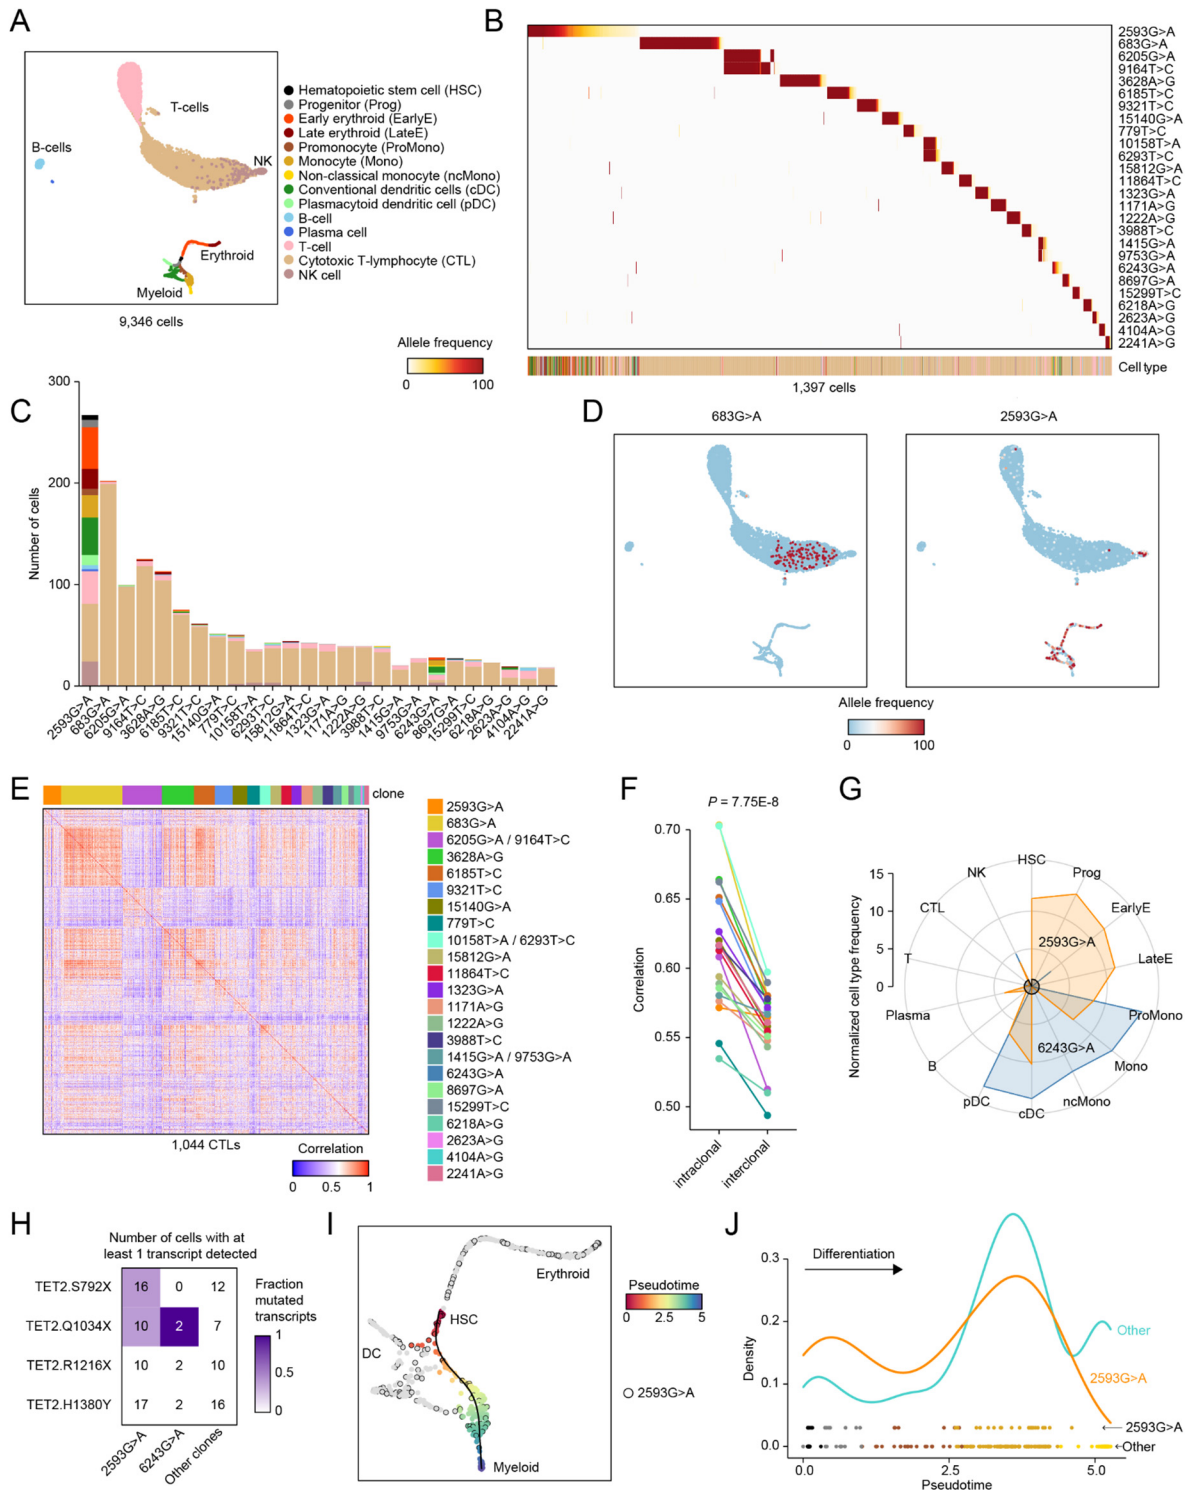 A
T-cells
B-cells
NK
Erythroid
Myeloid
9,346 cells
Hematopoietic stem cell (HSC)
Progenitor (Prog)
Early erythroid (EarlyE)
Late erythroid (LateE)
Promonocyte (ProMono)
Monocyte (Mono)
Non-classical monocyte (ncMono)
Conventional dendritic cells (cDC)
Plasmacytoid dendritic cell (pDC)
B-cell
Plasma cell
T-cell
Cytotoxic T-lymphocyte (CTL)
NK cell
B
2593G>A
683G>A
6205G>A
9164T>C
3628A>G
6185T>C
9321T>C
15140G>A
779T>C
10158T>A
6293T>C
15812G>A
11864T>C
1323G>A
1171A>G
1222A>G
3988T>C
1415G>A
9753G>A
6243G>A
8697G>A
15299T>C
6218A>G
2623A>G
4104A>G
2241A>G
Cell type
1,397 cells
Allele frequency
0 100
C
Number of cells
300
200
100
0
2593G>A
683G>A
6205G>A
9164T>C
3628A>G
6185T>C
9321T>C
15140G>A
779T>C
10158T>A
6293T>C
15812G>A
11864T>C
1323G>A
1171A>G
1222A>G
3988T>C
1415G>A
9753G>A
6243G>A
8697G>A
15299T>C
6218A>G
2623A>G
4104A>G
2241A>G
D
683G>A
2593G>A
Allele frequency
0 100
E
clone
1,044 CTLs
Correlation
0 0.5 1
2593G>A
683G>A
6205G>A / 9164T>C
3628A>G
6185T>C
9321T>C
15140G>A
779T>C
10158T>A / 6293T>C
15812G>A
11864T>C
1323G>A
1171A>G
1222A>G
3988T>C
1415G>A / 9753G>A
6243G>A
8697G>A
15299T>C
6218A>G
2623A>G
4104A>G
2241A>G
F
P = 7.75E-8
Correlation
0.70
0.65
0.60
0.55
0.50
intraclonal
interclonal
G
Normalized cell type frequency
15
10
5
0
HSC
Prog
EarlyE
LateE
ProMono
Mono
ncMono
cDC
pDC
B
Plasma
T
CTL
NK
2593G>A
6243G>A
H
Number of cells with at
least 1 transcript detected
TET2.S792X 16 0 12
TET2.Q1034X 10 2 7
TET2.R1216X 10 2 10
TET2.H1380Y 17 2 16
2593G>A
6243G>A
Other clones
Fraction
mutated
transcripts
1
0.5
0
I
Erythroid
HSC
DC
Myeloid
Pseudotime
0 2.5 5
2593G>A
J
Differentiation
Density
0.3
0.2
0.1
0.0
Other
2593G>A
2593G>A
Other
0.0 2.5 5.0
Pseudotime